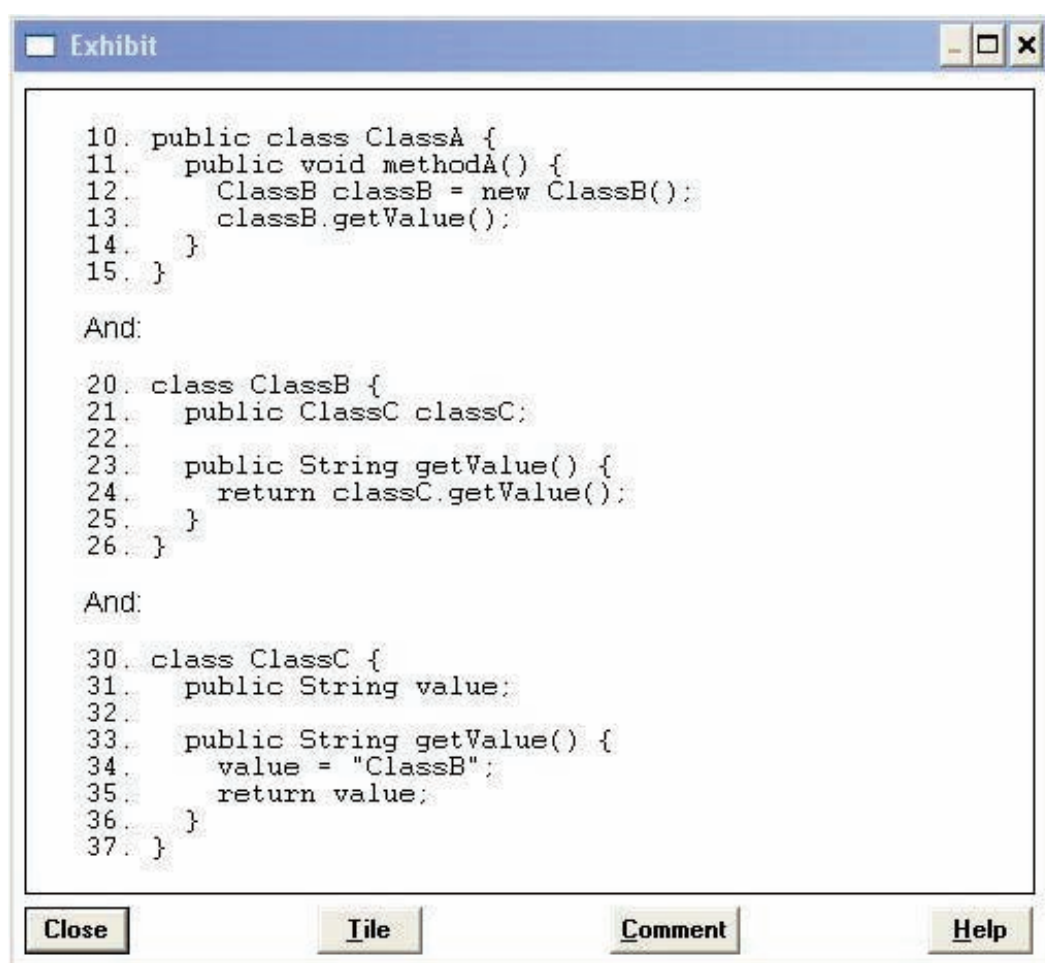 Exhibit
10. public class ClassA {
11.   public void methodA() {
12.     ClassB classB = new ClassB();
13.     classB.getValue();
14.   }
15. }
And:
20. class ClassB {
21.   public ClassC classC;
22.
23.   public String getValue() {
24.     return classC.getValue();
25.   }
26. }
And:
30. class ClassC {
31.   public String value;
32.
33.   public String getValue() {
34.     value = "ClassB";
35.     return value;
36.   }
37. }
Close Tile Comment Help